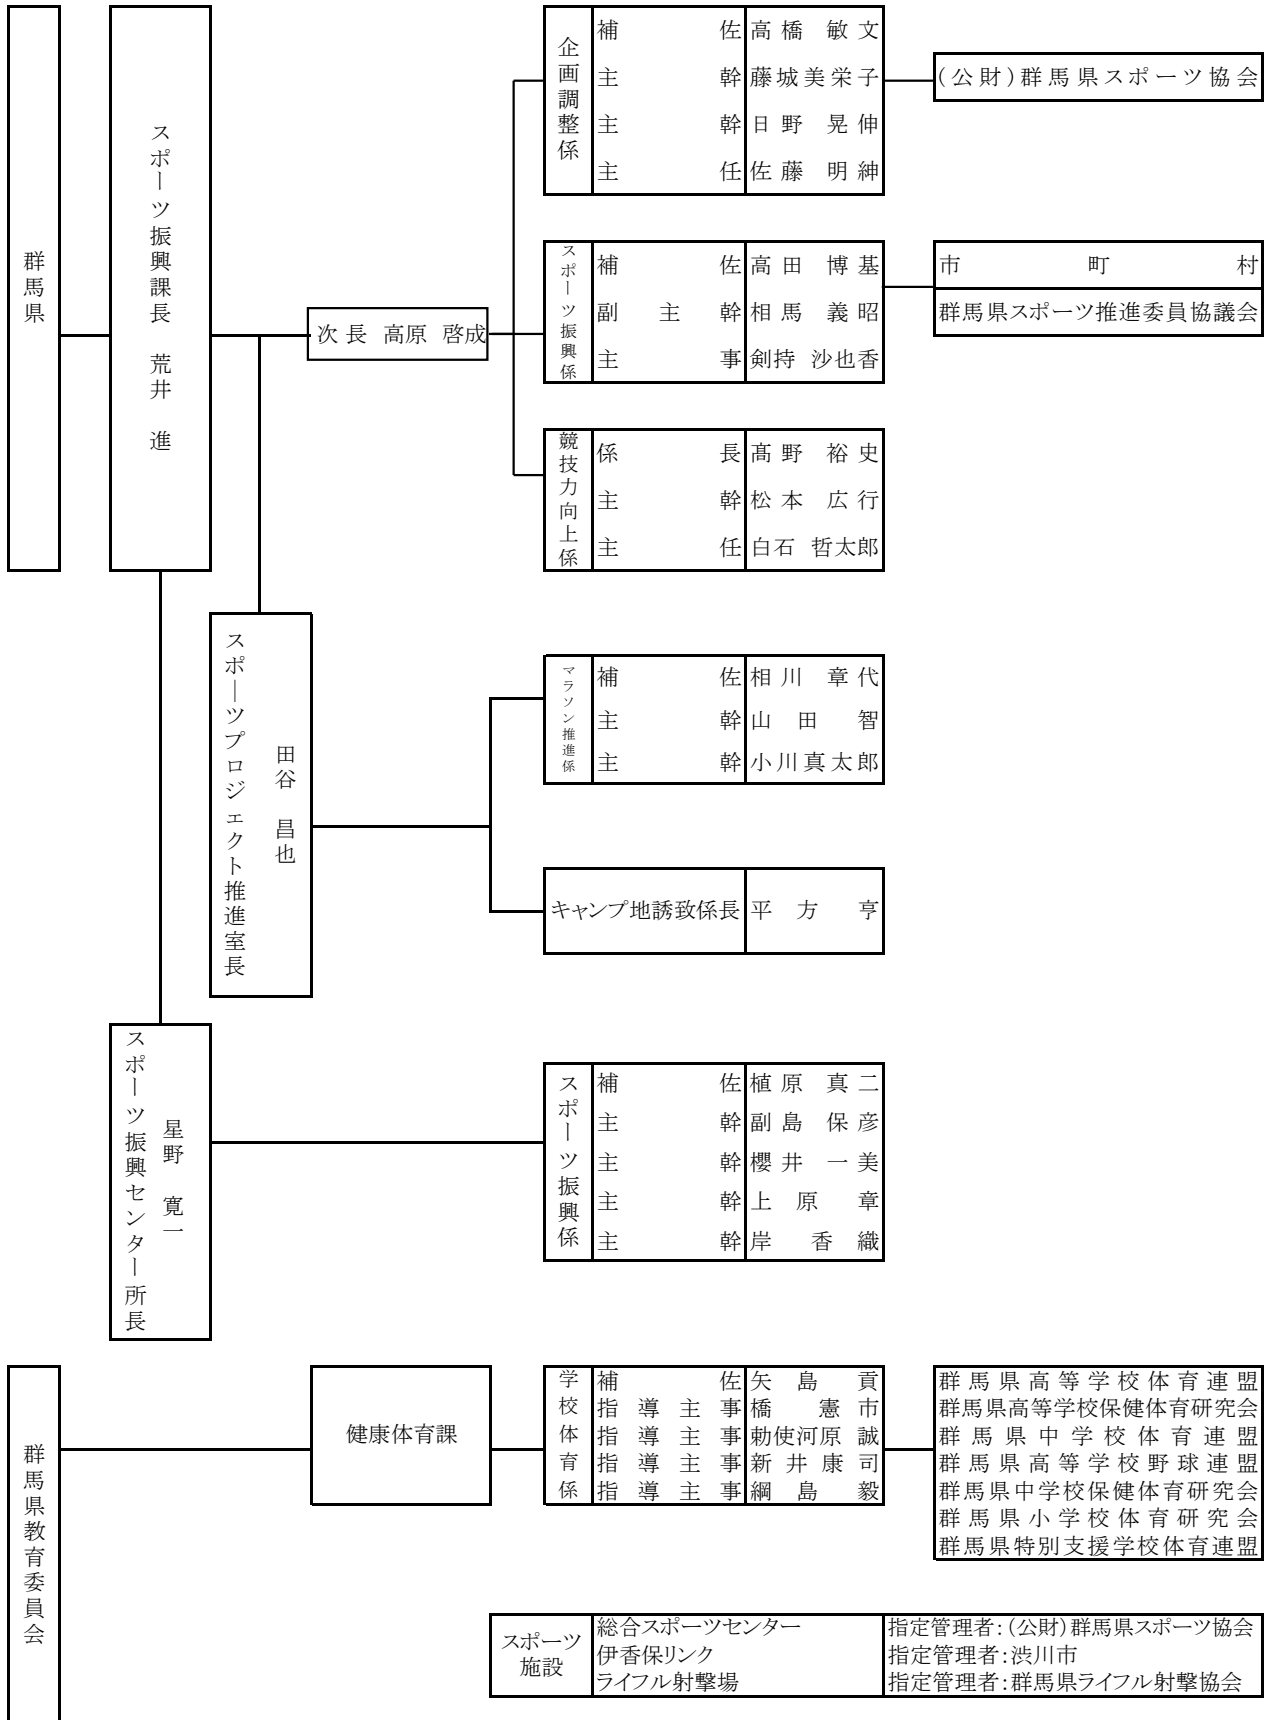 群馬県
スポーツ振興課長 荒井 進
次長 高原 啓成
企画調整係
補佐 高橋 敏文
主幹 藤城美栄子
主幹 日野 晃伸
主任 佐藤 明紳
(公財)群馬県スポーツ協会
スポーツ振興係
補佐 高田 博基
副主幹 相馬 義昭
主事 剣持 沙也香
市町村
群馬県スポーツ推進委員協議会
競技力向上係
係長 髙野 裕史
主幹 松本 広行
主任 白石 哲太郎
スポーツプロジェクト推進室長
田谷 昌也
マラソン推進係
補佐 相川 章代
主幹 山田 智
主幹 小川真太郎
キャンプ地誘致係長 平方 亨
スポーツ振興センター所長
星野 寛一
スポーツ振興係
補佐 植原 真二
主幹 副島 保彦
主幹 櫻井 一美
主幹 上原 章
主幹 岸 香織
群馬県教育委員会
健康体育課
学校体育係
補佐 矢島 貢
指導主事 橋 憲市
指導主事 勅使河原 誠
指導主事 新井康司
指導主事 綱島 毅
群馬県高等学校体育連盟
群馬県高等学校保健体育研究会
群馬県中学校体育連盟
群馬県高等学校野球連盟
群馬県中学校保健体育研究会
群馬県小学校体育研究会
群馬県特別支援学校体育連盟
スポーツ
施設
総合スポーツセンター 指定管理者:(公財)群馬県スポーツ協会
伊香保リンク 指定管理者:渋川市
ライフル射撃場 指定管理者:群馬県ライフル射撃協会